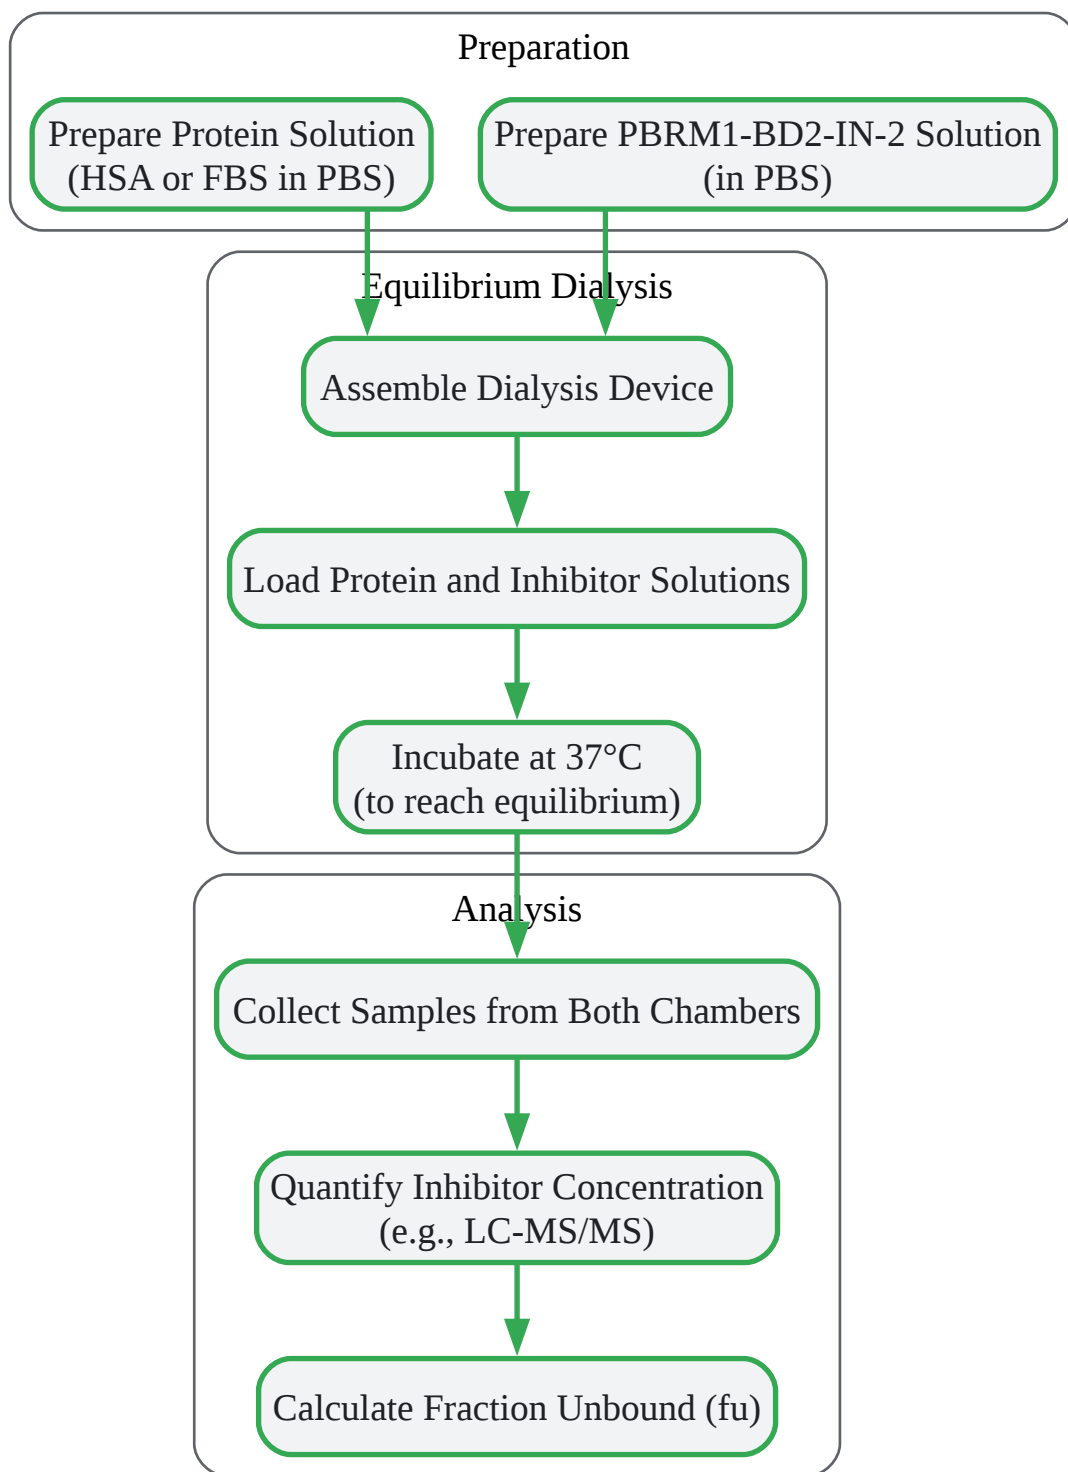 Preparation
Prepare Protein Solution
(HSA or FBS in PBS)
Prepare PBRM1-BD2-IN-2 Solution
(in PBS)
Equilibrium Dialysis
Assemble Dialysis Device
Load Protein and Inhibitor Solutions
Incubate at 37°C
(to reach equilibrium)
Analysis
Collect Samples from Both Chambers
Quantify Inhibitor Concentration
(e.g., LC-MS/MS)
Calculate Fraction Unbound (fu)